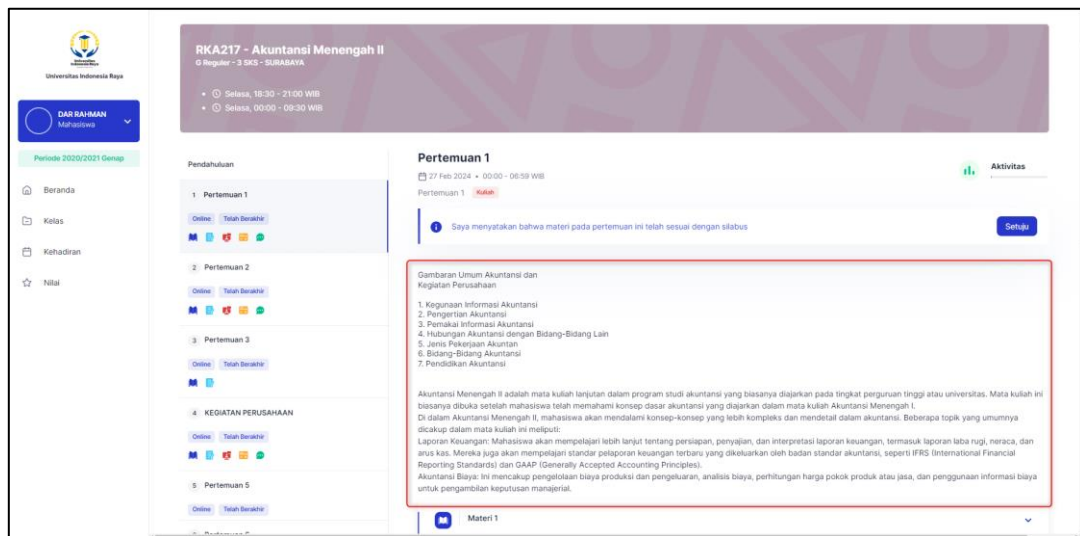 Universitas Indonesia Raya
DAR RAHMAN
Mahasiswa
Periode 2020/2021 Genap
Beranda
Kelas
Kehadiran
Nilai
RKA217 - Akuntansi Menengah II
G Reguler - 3 SKS - SURABAYA
• Selasa, 18:30 - 21:00 WIB
• Selasa, 00:00 - 09:30 WIB
Pendahuluan
1 Pertemuan 1
Online Telah Berakhir
2 Pertemuan 2
Online Telah Berakhir
3 Pertemuan 3
Online Telah Berakhir
4 KEGIATAN PERUSAHAAN
Online Telah Berakhir
5 Pertemuan 5
Online Telah Berakhir
Pertemuan 1
27 Feb 2024 • 00:00 - 06:59 WIB
Pertemuan 1 Kuliah
Aktivitas
Saya menyatakan bahwa materi pada pertemuan ini telah sesuai dengan silabus
Setuju
Gambaran Umum Akuntansi dan
Kegiatan Perusahaan
1. Kegunaan Informasi Akuntansi
2. Pengertian Akuntansi
3. Pemakai Informasi Akuntansi
4. Hubungan Akuntansi dengan Bidang-Bidang Lain
5. Jenis Pekerjaan Akuntan
6. Bidang-Bidang Akuntansi
7. Pendidikan Akuntansi
Akuntansi Menengah II adalah mata kuliah lanjutan dalam program studi akuntansi yang biasanya diajarkan pada tingkat perguruan tinggi atau universitas. Mata kuliah ini
biasanya dibuka setelah mahasiswa telah memahami konsep dasar akuntansi yang diajarkan dalam mata kuliah Akuntansi Menengah I.
Di dalam Akuntansi Menengah II, mahasiswa akan mendalami konsep-konsep yang lebih kompleks dan mendetail dalam akuntansi. Beberapa topik yang umumnya
dicakup dalam mata kuliah ini meliputi:
Laporan Keuangan: Mahasiswa akan mempelajari lebih lanjut tentang persiapan, penyajian, dan interpretasi laporan keuangan, termasuk laporan laba rugi, neraca, dan
arus kas. Mereka juga akan mempelajari standar pelaporan keuangan terbaru yang dikeluarkan oleh badan standar akuntansi, seperti IFRS (International Financial
Reporting Standards) dan GAAP (Generally Accepted Accounting Principles).
Akuntansi Biaya: Ini mencakup pengelolaan biaya produksi dan pengeluaran, analisis biaya, perhitungan harga pokok produk atau jasa, dan penggunaan informasi biaya
untuk pengambilan keputusan manajerial.
Materi 1